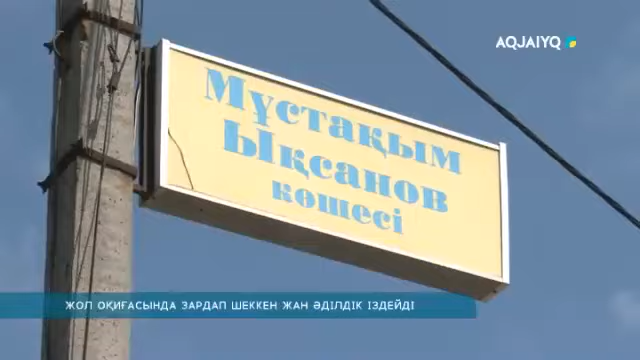 AQJAIYQ
Мұстақым
Ықсанов
көшесі
ЖОЛ ОҚИҒАСЫНДА ЗАРДАП ШЕККЕН ЖАН ӘДІЛДІК ІЗДЕЙДІ